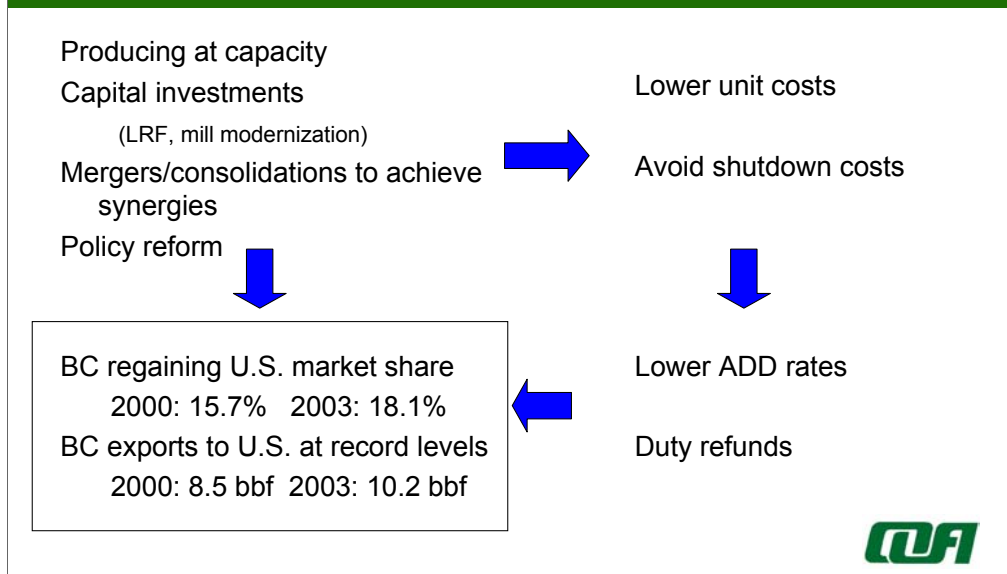 Producing at capacity
Capital investments
(LRF, mill modernization)
Mergers/consolidations to achieve
synergies
Policy reform
Lower unit costs
Avoid shutdown costs
BC regaining U.S. market share
2000: 15.7% 2003: 18.1%
BC exports to U.S. at record levels
2000: 8.5 bbf 2003: 10.2 bbf
Lower ADD rates
Duty refunds